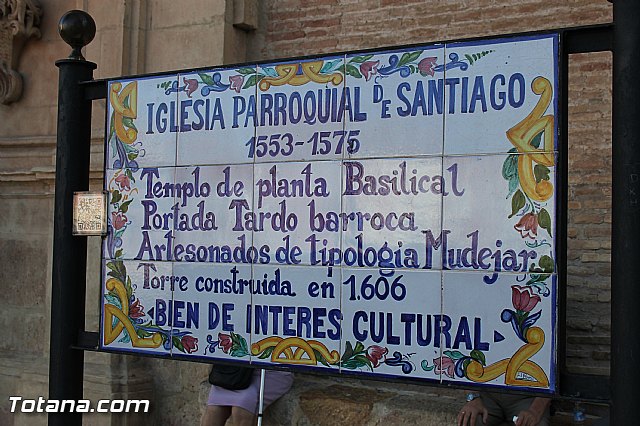 IGLESIA PARROQUIAL DE SANTIAGO
1553-1575
Templo de planta Basilical
Portada Tardo barroca
Artesonados de tipologia Mudejar
Torre construida en 1.606
BIEN DE INTERES CULTURAL
Totana.com